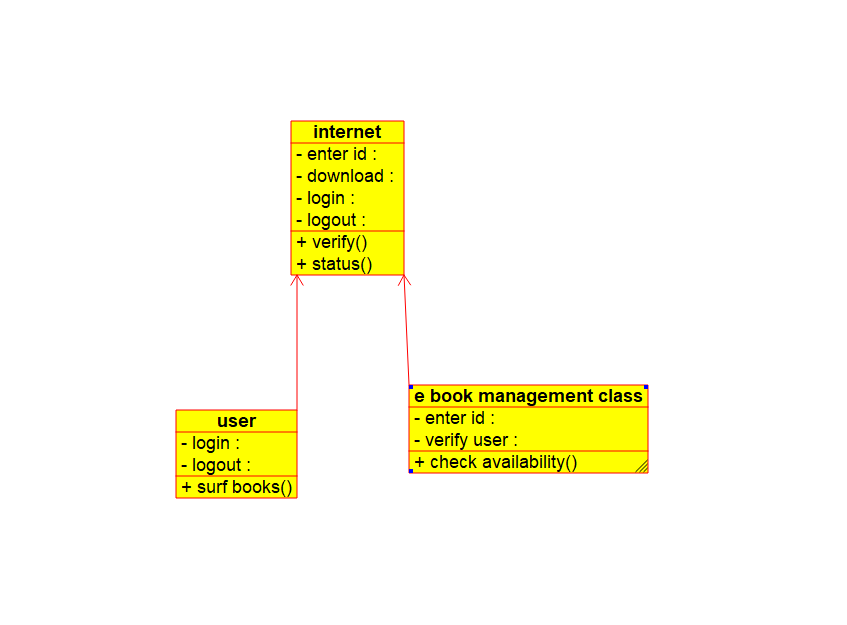 internet
- enter id :
- download :
- login :
- logout :
+ verify()
+ status()
user
- login :
- logout :
+ surf books()
e book management class
- enter id :
- verify user :
+ check availability()